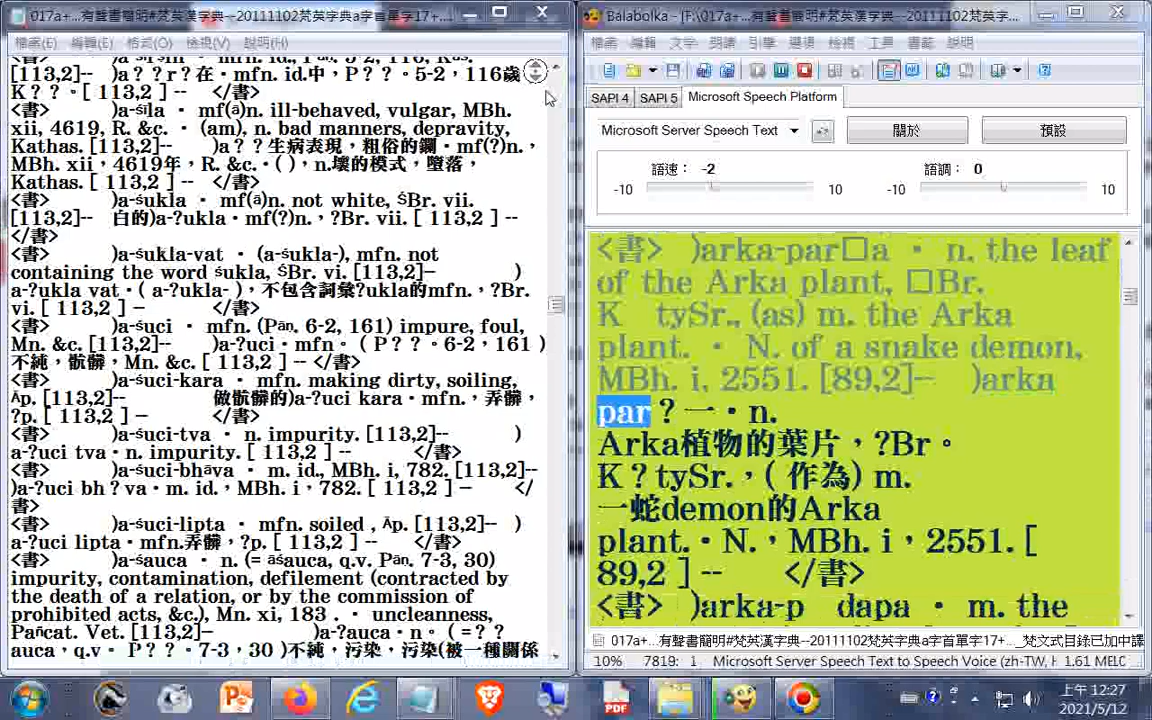 017a+...有聲書簡明#梵英漢字典--20111102梵英字典a字首單字17+...
檔案(E) 編輯(E) 格式(O) 檢視(V) 說明(H)
[113,2]-- )a？？r？在・mfn. id.中，P？？。5-2，116歲，
K？？。[ 113,2 ] -- </書>
<書> )a-śīla ・ mf(ā)n. ill-behaved, vulgar, MBh.
xii, 4619, R. &c. ・ (am), n. bad manners, depravity,
Kathas. [113,2]-- )a？？生病表現，粗俗的鑭・mf(?)n.，
MBh. xii，4619年，R. &c.・( )，n.壞的模式，墮落，
Kathas. [ 113,2 ] -- </書>
<書> )a-śukla ・ mf(ā)n. not white, ŚBr. vii.
[113,2]-- 白的)a-?ukla・mf(?)n.，?Br. vii. [ 113,2 ] --
</書>
<書> )a-śukla-vat ・ (a-śukla-), mfn. not
containing the word śukla, ŚBr. vi. [113,2]-- )
a-?ukla vat・( a-?ukla- )，不包含詞彙?ukla的mfn.，?Br.
vi. [ 113,2 ] -- </書>
<書> )a-śuci ・ mfn. (Pāṇ. 6-2, 161) impure, foul,
Mn. &c. [113,2]-- )a-?uci・mfn。( P？？。6-2，161 )
不純，骯髒，Mn. &c. [ 113,2 ] -- </書>
<書> )a-śuci-kara ・ mfn. making dirty, soiling,
Āp. [113,2]-- 做骯髒的)a-?uci kara・mfn.，弄髒，
?p. [ 113,2 ] -- </書>
<書> )a-śuci-tva ・ n. impurity. [113,2]-- )
a-?uci tva・n. impurity. [ 113,2 ] -- </書>
<書> )a-śuci-bhāva ・ m. id., MBh. i, 782. [113,2]--
)a-?uci bh？va・m. id.，MBh. i，782. [ 113,2 ] -- </
書>
<書> )a-śuci-lipta ・ mfn. soiled , Āp. [113,2]-- )
a-?uci lipta・mfn.弄髒，?p. [ 113,2 ] -- </書>
<書> )a-śauca ・ n. (= āśauca, q.v. Pāṇ. 7-3, 30)
impurity, contamination, defilement (contracted by
the death of a relation, or by the commission of
prohibited acts, &c.), Mn. xi, 183 . ・ uncleanness,
Pañcat. Vet. [113,2]-- )a-?auca・n。( =？？
auca，q.v・ P？？。7-3，30 )不純，污染，污染(被一種關係
Balabolka - [F:\017a+...有聲書簡明#梵英漢字典--20111102梵英字...
檔案 編輯 文字 朗讀 引擎 選項 檢視 工具 書籤 說明
SAPI 4 SAPI 5 Microsoft Speech Platform
Microsoft Server Speech Text 關於 預設
語速： -2 語調： 0
-10 10 -10 10
<書> )arka-par□a ・ n. the leaf
of the Arka plant, □Br.
K tySr., (as) m. the Arka
plant. ・ N. of a snake demon,
MBh. i, 2551. [89,2]-- )arka
par？一・n.
Arka植物的葉片，?Br。
K？tySr.，( 作為) m.
一蛇demon的Arka
plant.・N.，MBh. i，2551. [
89,2 ] -- </書>
<書> )arka-p dapa ・ m. the
017a+...有聲書簡明#梵英漢字典--20111102梵英字典a字首單字17+..._梵文式目錄已加中譯
10% 7819: 1 Microsoft Server Speech Text to Speech Voice (zh-TW, H 1.61 MEL
上午 12:27
2021/5/12